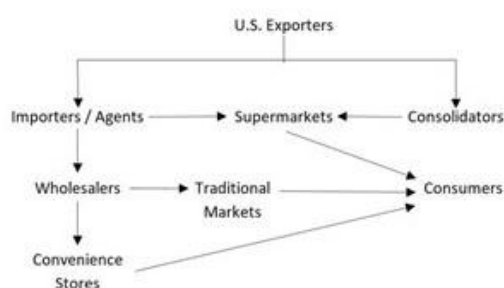 U.S. Exporters
Importers / Agents
Supermarkets
Consolidators
Wholesalers
Traditional
Markets
Consumers
Convenience
Stores